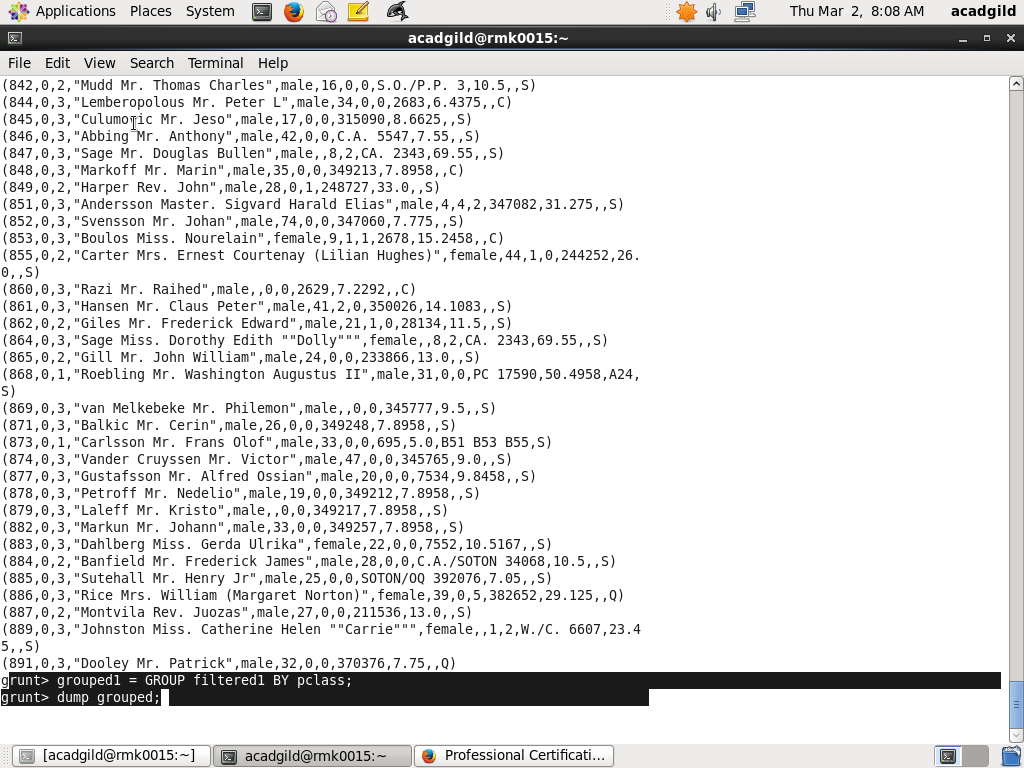 Applications Places System Thu Mar 2, 8:08 AM acadgild
acadgild@rmk0015:~
File Edit View Search Terminal Help
(842,0,2,"Mudd Mr. Thomas Charles",male,16,0,0,S.O./P.P. 3,10.5,,S)
(844,0,3,"Lemberopolous Mr. Peter L",male,34,0,0,2683,6.4375,,C)
(845,0,3,"Culumovic Mr. Jeso",male,17,0,0,315090,8.6625,,S)
(846,0,3,"Abbing Mr. Anthony",male,42,0,0,C.A. 5547,7.55,,S)
(847,0,3,"Sage Mr. Douglas Bullen",male,,8,2,CA. 2343,69.55,,S)
(848,0,3,"Markoff Mr. Marin",male,35,0,0,349213,7.8958,,C)
(849,0,2,"Harper Rev. John",male,28,0,1,248727,33.0,,S)
(851,0,3,"Andersson Master. Sigvard Harald Elias",male,4,4,2,347082,31.275,,S)
(852,0,3,"Svensson Mr. Johan",male,74,0,0,347060,7.775,,S)
(853,0,3,"Boulos Miss. Nourelain",female,9,1,1,2678,15.2458,,C)
(855,0,2,"Carter Mrs. Ernest Courtenay (Lilian Hughes)",female,44,1,0,244252,26.
0,,S)
(860,0,3,"Razi Mr. Raihed",male,,0,0,2629,7.2292,,C)
(861,0,3,"Hansen Mr. Claus Peter",male,41,2,0,350026,14.1083,,S)
(862,0,2,"Giles Mr. Frederick Edward",male,21,1,0,28134,11.5,,S)
(864,0,3,"Sage Miss. Dorothy Edith ""Dolly""",female,,8,2,CA. 2343,69.55,,S)
(865,0,2,"Gill Mr. John William",male,24,0,0,233866,13.0,,S)
(868,0,1,"Roebling Mr. Washington Augustus II",male,31,0,0,PC 17590,50.4958,A24,
S)
(869,0,3,"van Melkebeke Mr. Philemon",male,,0,0,345777,9.5,,S)
(871,0,3,"Balkic Mr. Cerin",male,26,0,0,349248,7.8958,,S)
(873,0,1,"Carlsson Mr. Frans Olof",male,33,0,0,695,5.0,B51 B53 B55,S)
(874,0,3,"Vander Cruyssen Mr. Victor",male,47,0,0,345765,9.0,,S)
(877,0,3,"Gustafsson Mr. Alfred Ossian",male,20,0,0,7534,9.8458,,S)
(878,0,3,"Petroff Mr. Nedelio",male,19,0,0,349212,7.8958,,S)
(879,0,3,"Laleff Mr. Kristo",male,,0,0,349217,7.8958,,S)
(882,0,3,"Markun Mr. Johann",male,33,0,0,349257,7.8958,,S)
(883,0,3,"Dahlberg Miss. Gerda Ulrika",female,22,0,0,7552,10.5167,,S)
(884,0,2,"Banfield Mr. Frederick James",male,28,0,0,C.A./SOTON 34068,10.5,,S)
(885,0,3,"Sutehall Mr. Henry Jr",male,25,0,0,SOTON/OQ 392076,7.05,,S)
(886,0,3,"Rice Mrs. William (Margaret Norton)",female,39,0,5,382652,29.125,,Q)
(887,0,2,"Montvila Rev. Juozas",male,27,0,0,211536,13.0,,S)
(889,0,3,"Johnston Miss. Catherine Helen ""Carrie""",female,,1,2,W./C. 6607,23.4
5,,S)
(891,0,3,"Dooley Mr. Patrick",male,32,0,0,370376,7.75,,Q)
grunt> grouped1 = GROUP filtered1 BY pclass;
grunt> dump grouped;
[acadgild@rmk0015:~] acadgild@rmk0015:~ Professional Certificati...